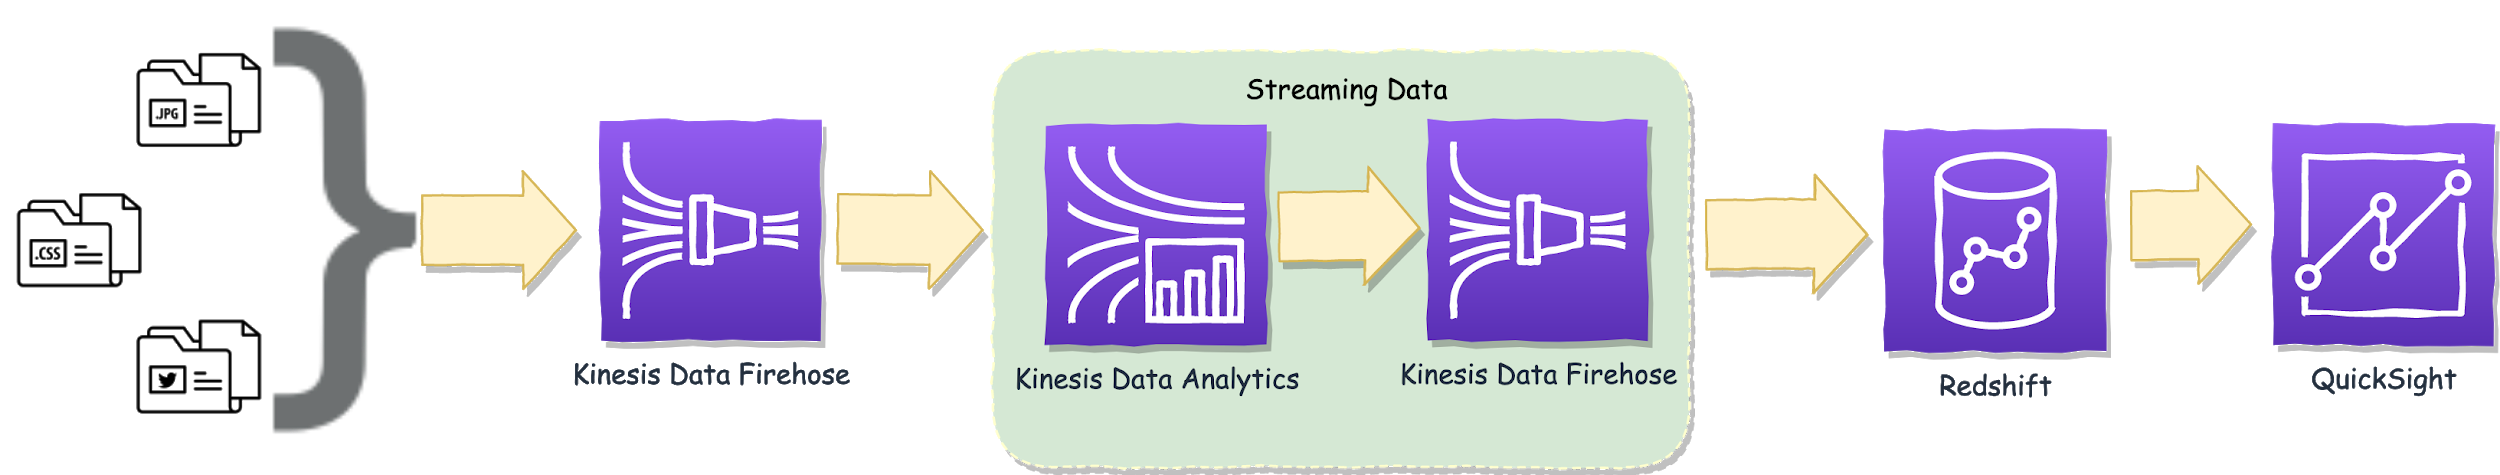 .JPG
.CSS
Streaming Data
Kinesis Data Firehose
Kinesis Data Analytics
Kinesis Data Firehose
Redshift
QuickSight